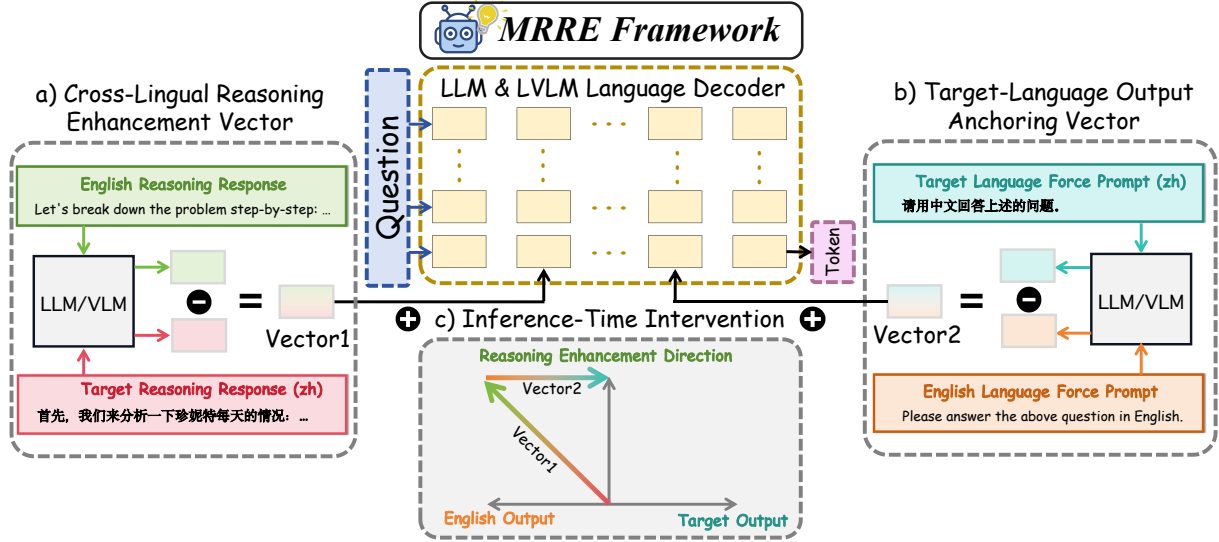 MRRE Framework
a) Cross-Lingual Reasoning
Enhancement Vector
English Reasoning Response
Let's break down the problem step-by-step: ...
LLM/VLM
=
Vector1
Target Reasoning Response (zh)
首先，我们来分析一下珍妮特每天的情况：...
Question
LLM & LVLM Language Decoder
Token
b) Target-Language Output
Anchoring Vector
Target Language Force Prompt (zh)
请用中文回答上述的问题.
LLM/VLM
=
Vector2
English Language Force Prompt
Please answer the above question in English.
c) Inference-Time Intervention
Reasoning Enhancement Direction
Vector2
Vector1
English Output
Target Output